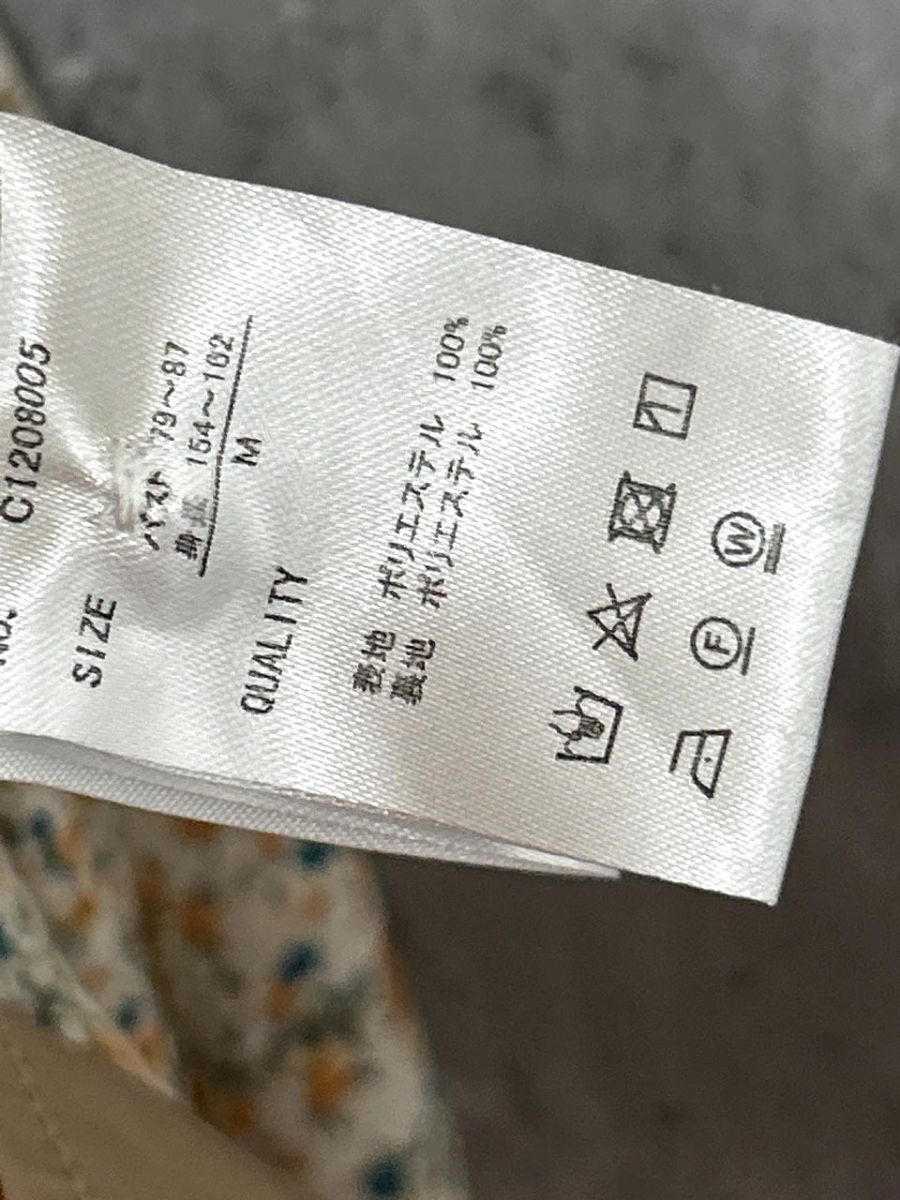 C1208005
SIZE
バスト 79～87
身長 154～162
M
QUALITY
表地 ポリエステル 100%
裏地 ポリエステル 100%
F
W